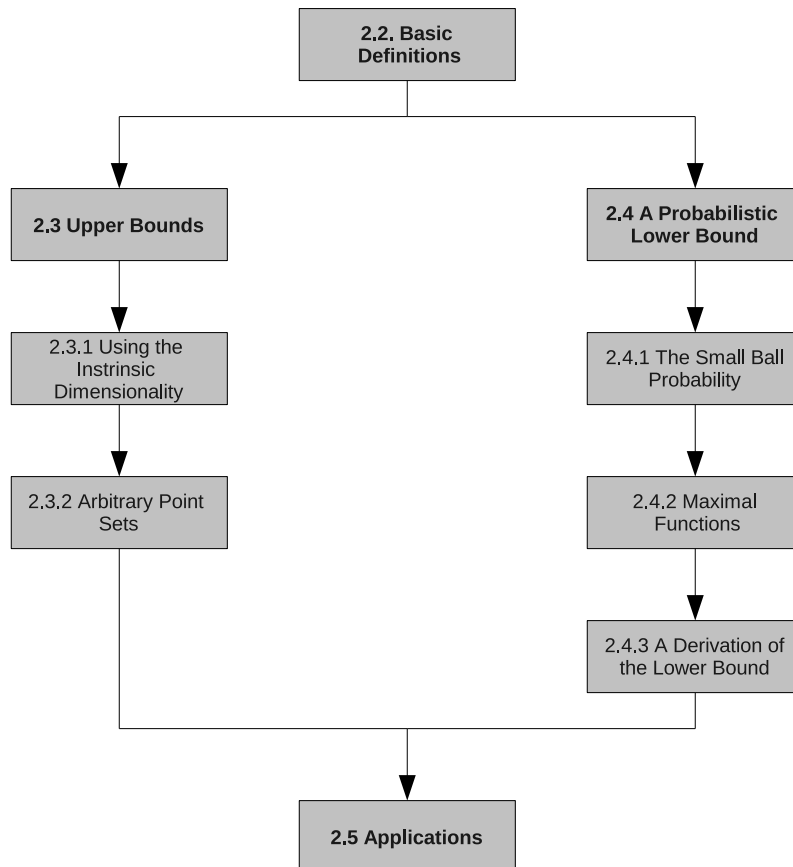 2.2. Basic
Definitions
2.3 Upper Bounds
2.4 A Probabilistic
Lower Bound
2.3.1 Using the
Instrinsic
Dimensionality
2.4.1 The Small Ball
Probability
2.3.2 Arbitrary Point
Sets
2.4.2 Maximal
Functions
2.4.3 A Derivation of
the Lower Bound
2.5 Applications